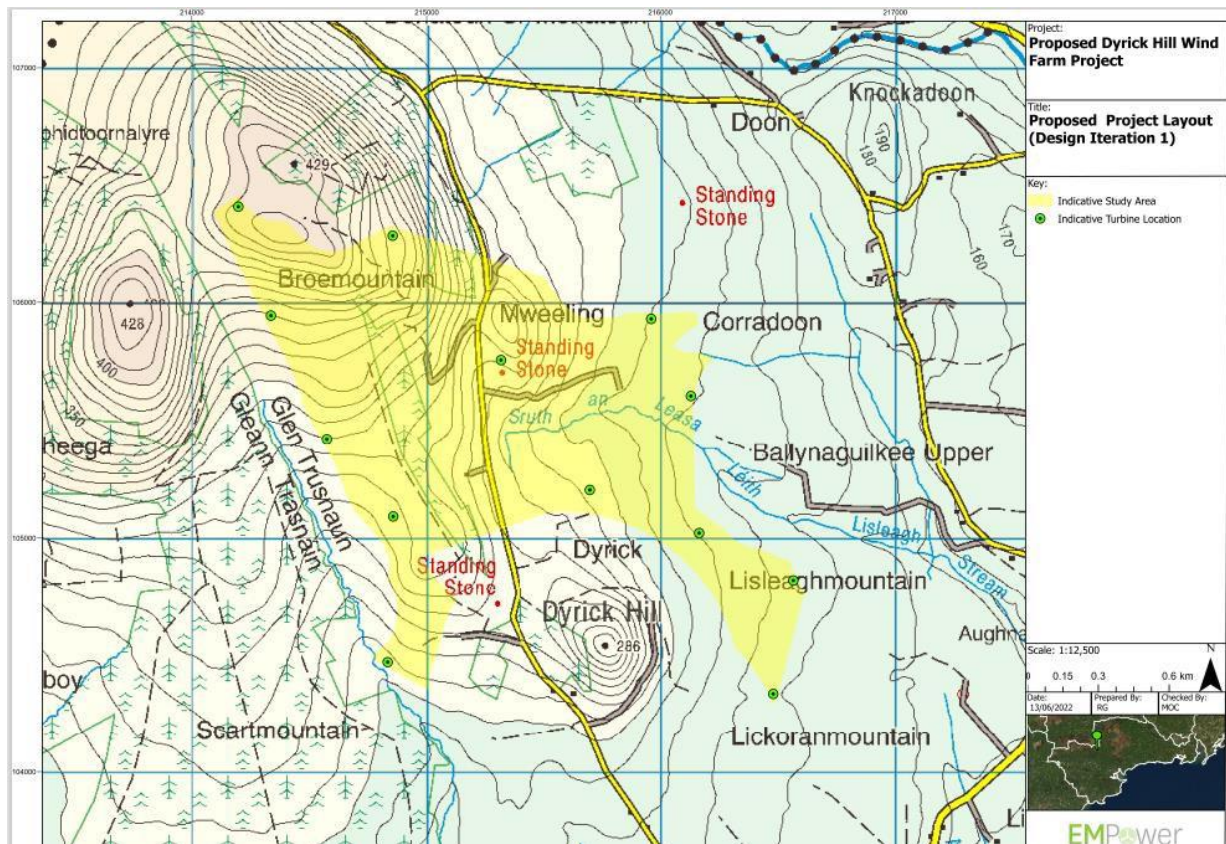 214000
215000
216000
217000
107000
106000
105000
104000
phidtoornalyre
429
428
400
350
heega
boy
Broemountain
Mweeling
Standing
Stone
Sruth an Leasa Léith
Glen Trusnaun
Gleann Trasnain
Scartmountain
Standing
Stone
Dyrick
Dyrick Hill
286
Doon
Standing
Stone
Knockadoon
190
180
170
160
Corradoon
Ballynaguilkee Upper
Lisleagh
Stream
Lisleaghmountain
Aughna
Lickoranmountain
Li
Project:
Proposed Dyrick Hill Wind
Farm Project
Title:
Proposed Project Layout
(Design Iteration 1)
Key:
Indicative Study Area
Indicative Turbine Location
Scale: 1:12,500
N
0 0.15 0.3 0.6 km
Date:
13/06/2022
Prepared By:
RG
Checked By:
MOC
EMPower